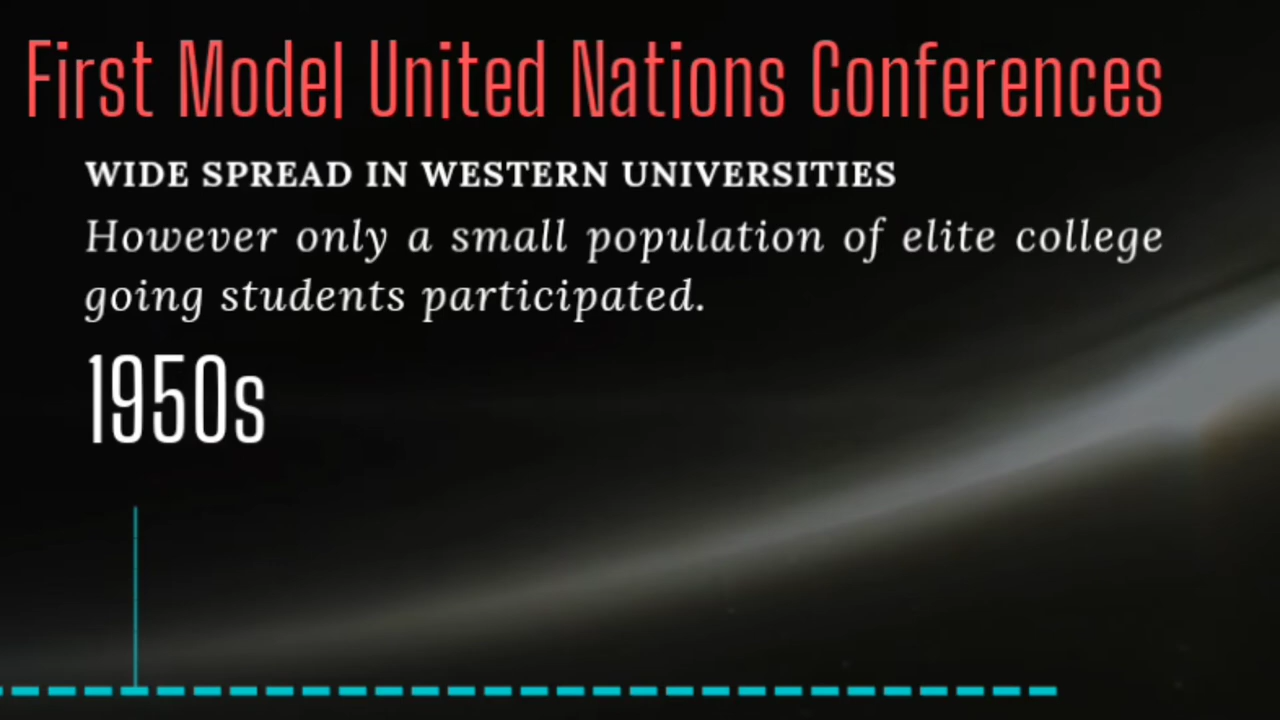 First Model United Nations Conferences
WIDE SPREAD IN WESTERN UNIVERSITIES
However only a small population of elite college
going students participated.
1950s